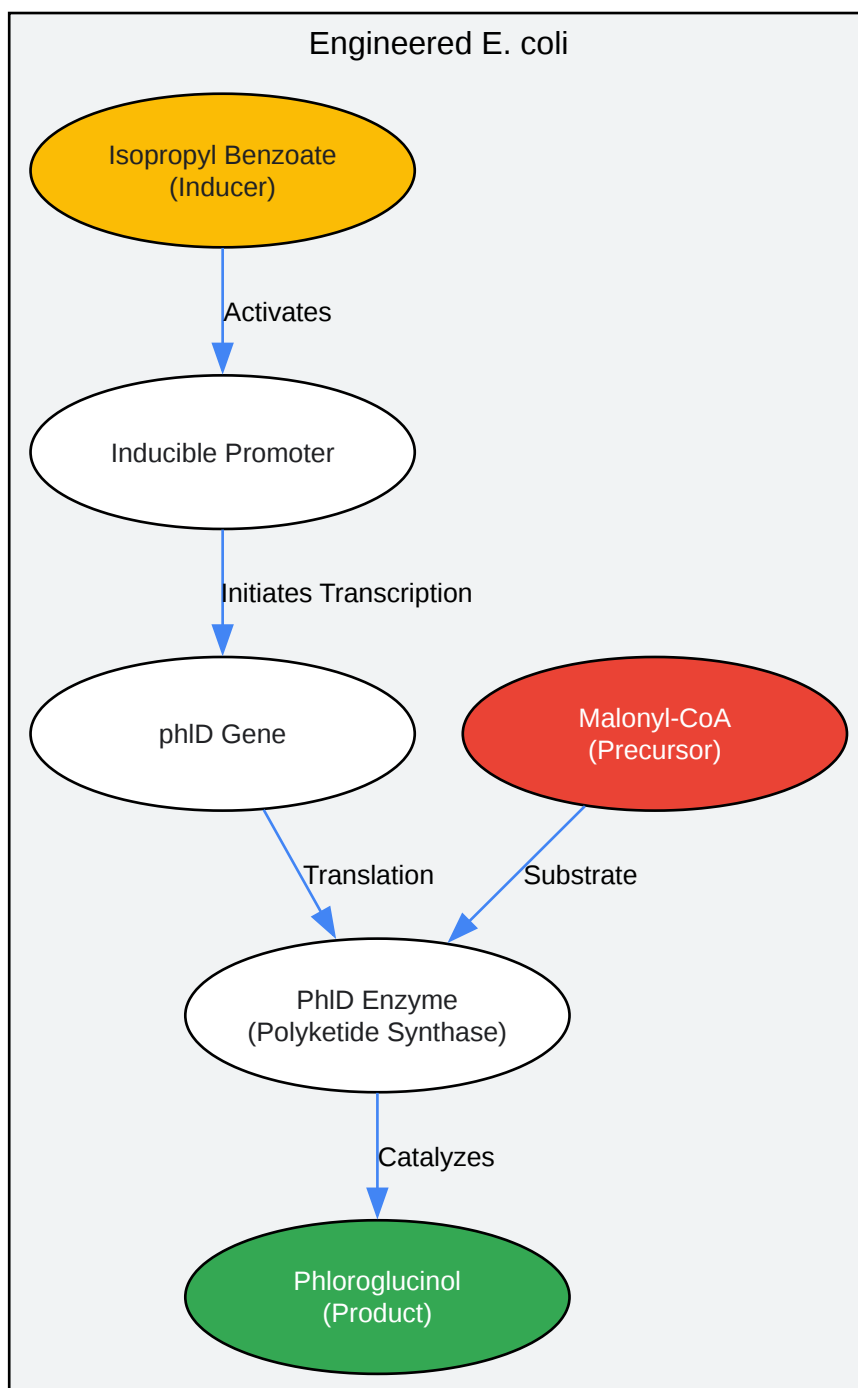 Engineered E. coli
Isopropyl Benzoate
(Inducer)
Activates
Inducible Promoter
Initiates Transcription
phlD Gene
Malonyl-CoA
(Precursor)
Translation
Substrate
PhlD Enzyme
(Polyketide Synthase)
Catalyzes
Phloroglucinol
(Product)